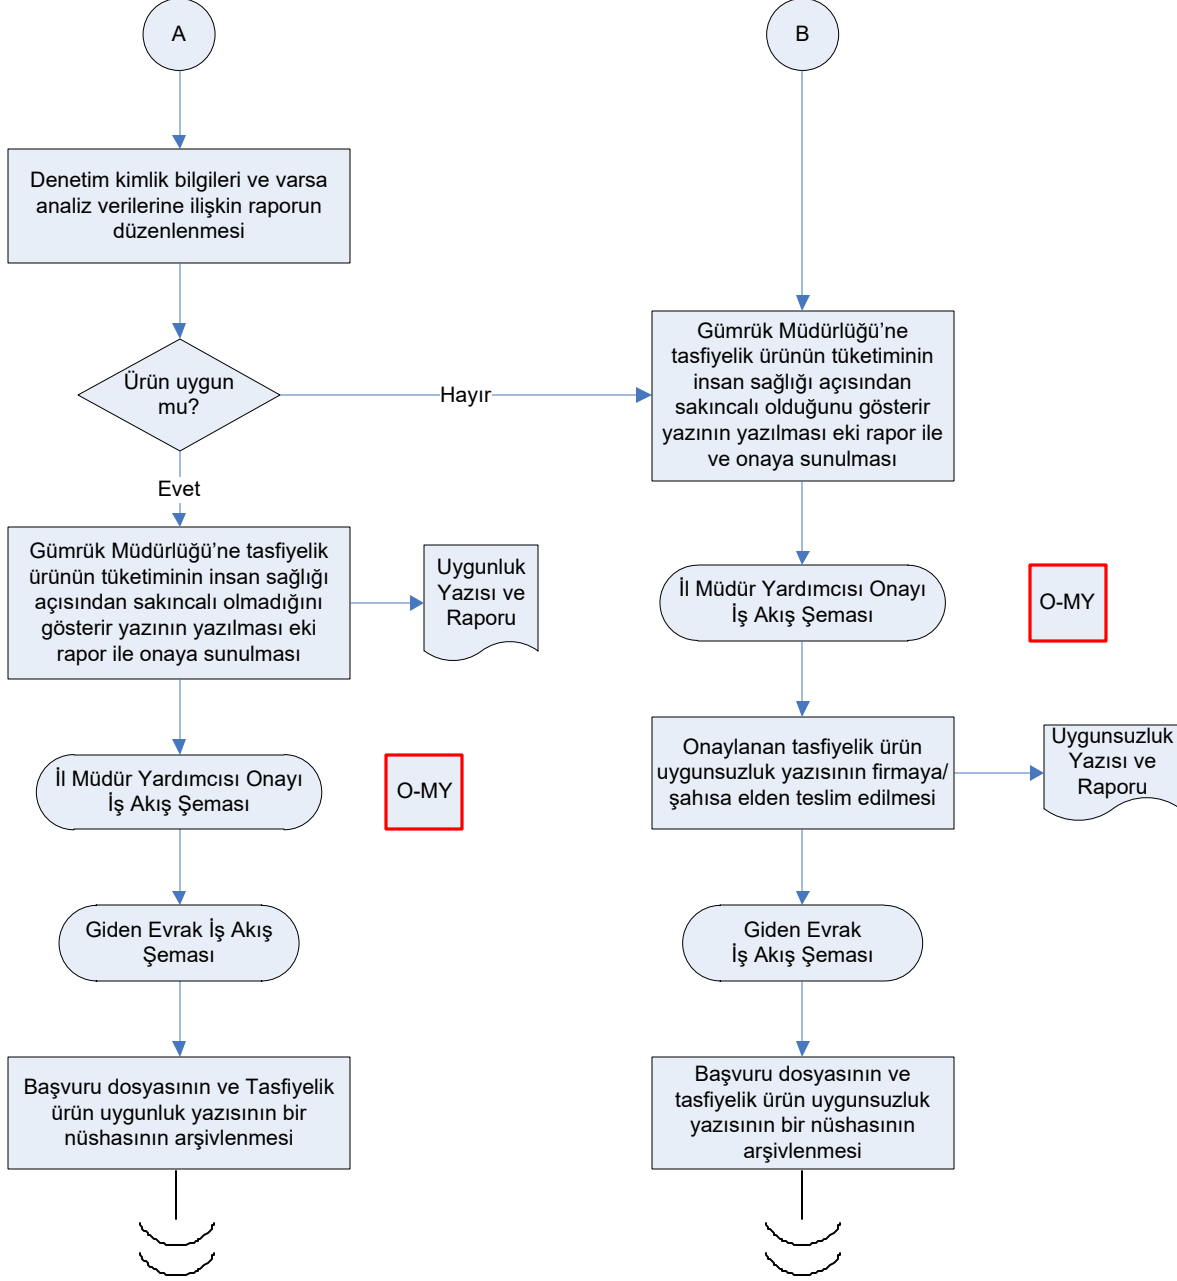 A
B
Denetim kimlik bilgileri ve varsa
analiz verilerine ilişkin raporun
düzenlenmesi
Ürün uygun
mu?
Hayır
Evet
Gümrük Müdürlüğü’ne
tasfiyelik ürünün tüketiminin
insan sağlığı açısından
sakıncalı olduğunu gösterir
yazının yazılması eki rapor ile
ve onaya sunulması
Gümrük Müdürlüğü’ne tasfiyelik
ürünün tüketiminin insan sağlığı
açısından sakıncalı olmadığını
gösterir yazının yazılması eki
rapor ile onaya sunulması
Uygunluk
Yazısı ve
Raporu
İl Müdür Yardımcısı Onayı
İş Akış Şeması
O-MY
Onaylanan tasfiyelik ürün
uygunsuzluk yazısının firmaya/
şahısa elden teslim edilmesi
Uygunsuzluk
Yazısı ve
Raporu
İl Müdür Yardımcısı Onayı
İş Akış Şeması
O-MY
Giden Evrak İş Akış
Şeması
Giden Evrak
İş Akış Şeması
Başvuru dosyasının ve Tasfiyelik
ürün uygunluk yazısının bir
nüshasının arşivlenmesi
Başvuru dosyasının ve
tasfiyelik ürün uygunsuzluk
yazısının bir nüshasının
arşivlenmesi